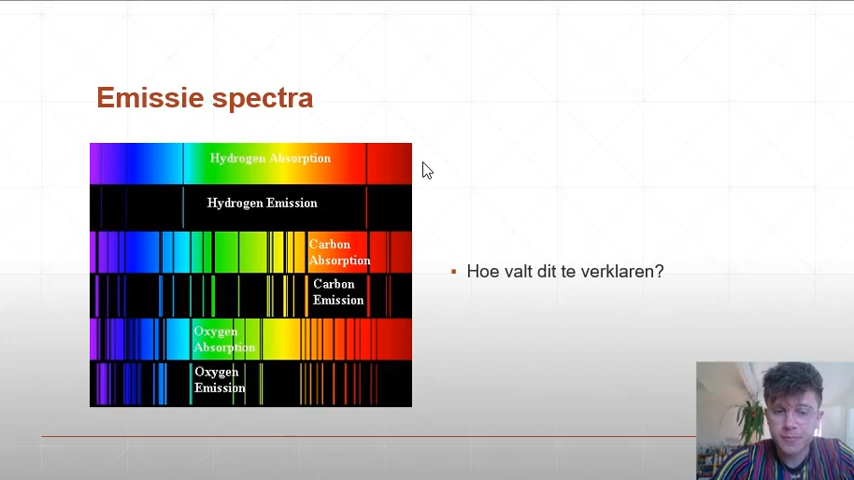 Emissie spectra
Hydrogen Absorption
Hydrogen Emission
Carbon
Absorption
Carbon
Emission
Oxygen
Absorption
Oxygen
Emission
▪ Hoe valt dit te verklaren?